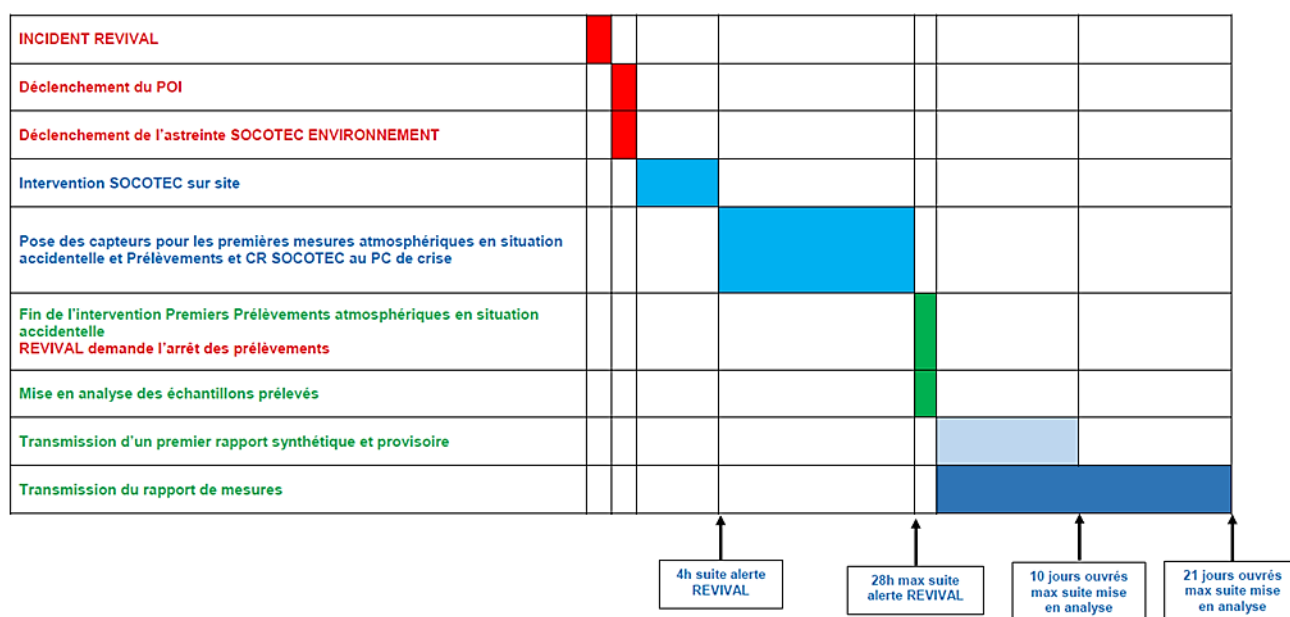 INCIDENT REVIVAL
Déclenchement du POI
Déclenchement de l'astreinte SOCOTEC ENVIRONNEMENT
Intervention SOCOTEC sur site
Pose des capteurs pour les premières mesures atmosphériques en situation
accidentelle et Prélèvements et CR SOCOTEC au PC de crise
Fin de l'intervention Premiers Prélèvements atmosphériques en situation
accidentelle
REVIVAL demande l'arrêt des prélèvements
Mise en analyse des échantillons prélevés
Transmission d'un premier rapport synthétique et provisoire
Transmission du rapport de mesures
4h suite alerte
REVIVAL
28h max suite
alerte REVIVAL
10 jours ouvrés
max suite mise
en analyse
21 jours ouvrés
max suite mise
en analyse